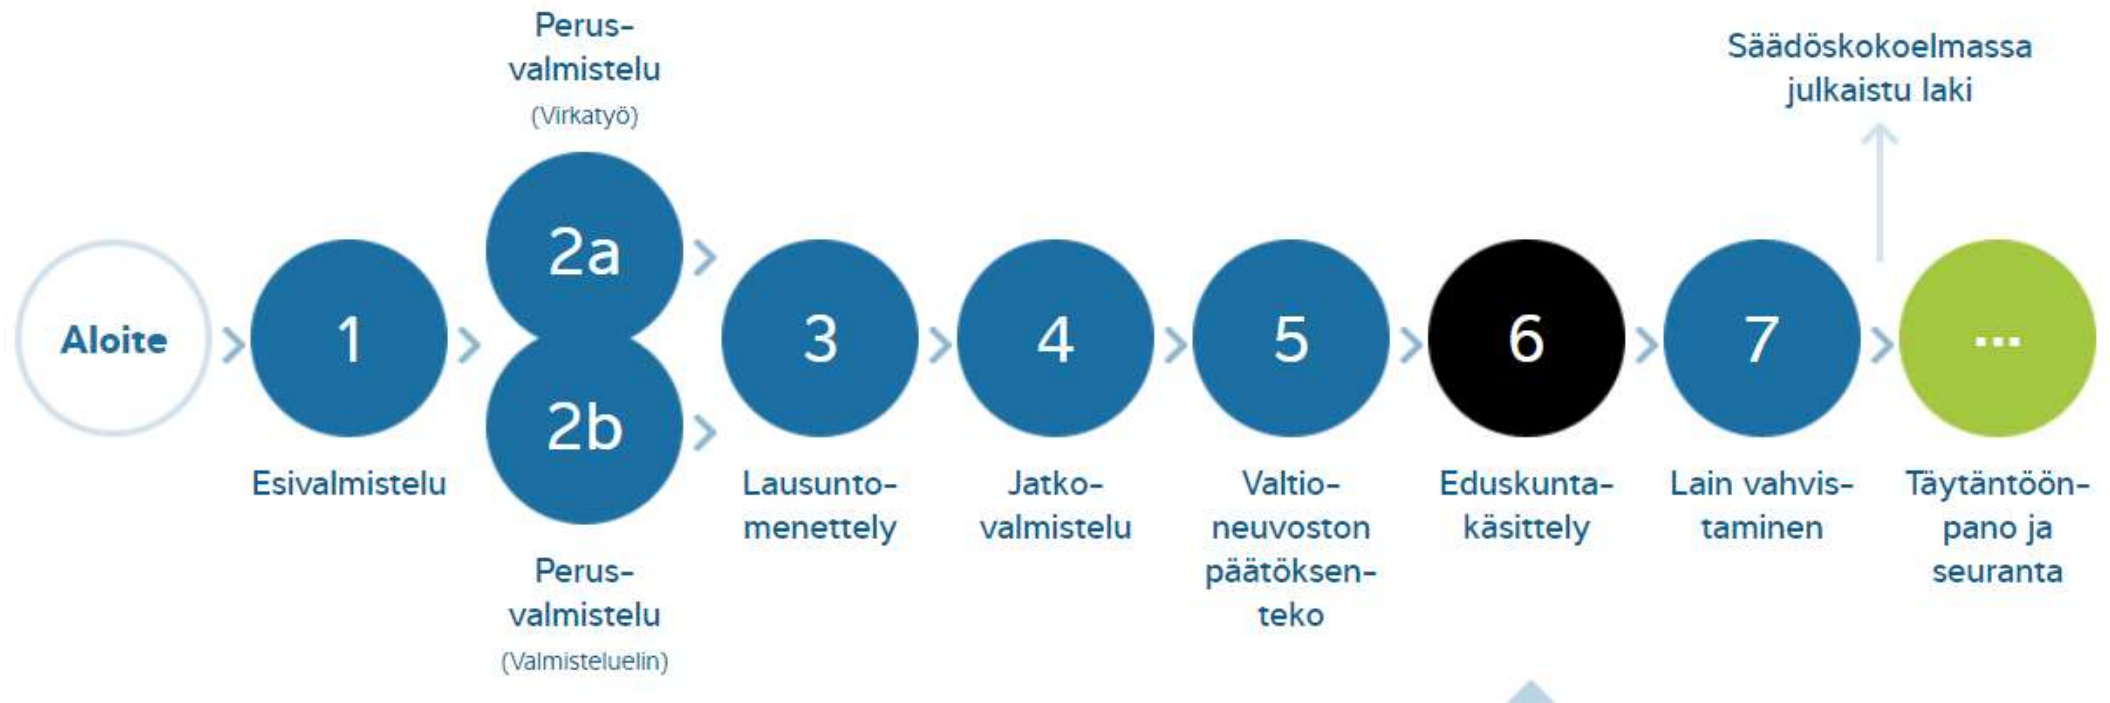 Aloite
1
Esivalmistelu
Perus-
valmistelu
(Virkatyö)
2a
2b
Perus-
valmistelu
(Valmisteluelin)
3
Lausunto-
menettely
4
Jatko-
valmistelu
5
Valtio-
neuvoston
päätöksen-
teko
6
Eduskunta-
käsittely
7
Lain vahvis-
taminen
Säädöskokoelmassa
julkaistu laki
...
Täytäntöön-
pano ja
seuranta